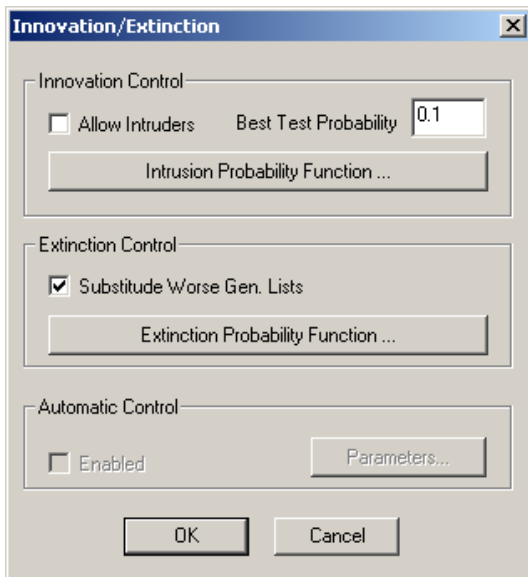 Innovation/Extinction
Innovation Control
Allow Intruders Best Test Probability 0.1
Intrusion Probability Function ...
Extinction Control
Substitude Worse Gen. Lists
Extinction Probability Function ...
Automatic Control
Enabled Parameters...
OK Cancel